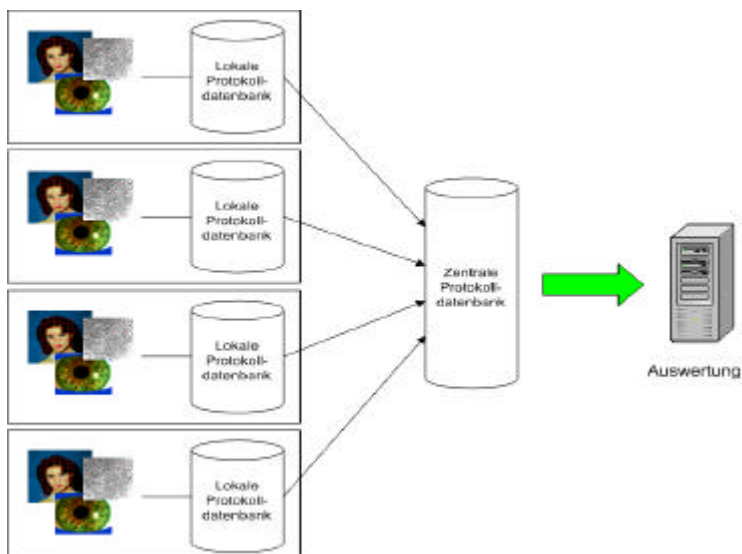 Lokale
Protokoll-
datenbank
Lokale
Protokoll-
datenbank
Zentrale
Protokoll-
datenbank
Auswertung
Lokale
Protokoll-
datenbank
Lokale
Protokoll-
datenbank